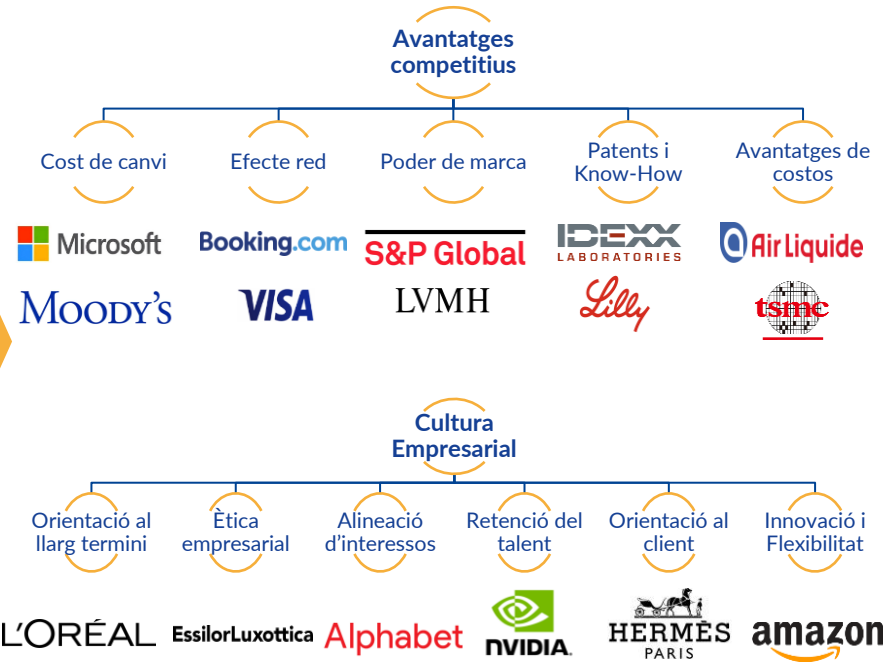 Avantatges
competitius
Cost de canvi
Efecte red
Poder de marca
Patents i
Know-How
Avantatges de
costos
Microsoft
Booking.com
S&P Global
IDEXX
LABORATORIES
Air Liquide
MOODY'S
VISA
LVMH
Lilly
tsmc
Cultura
Empresarial
Orientació al
llarg termini
Ètica
empresarial
Alineació
d'interessos
Retenció del
talent
Orientació al
client
Innovació i
Flexibilitat
L'ORÉAL
EssilorLuxottica
Alphabet
NVIDIA.
HERMÈS
PARIS
amazon